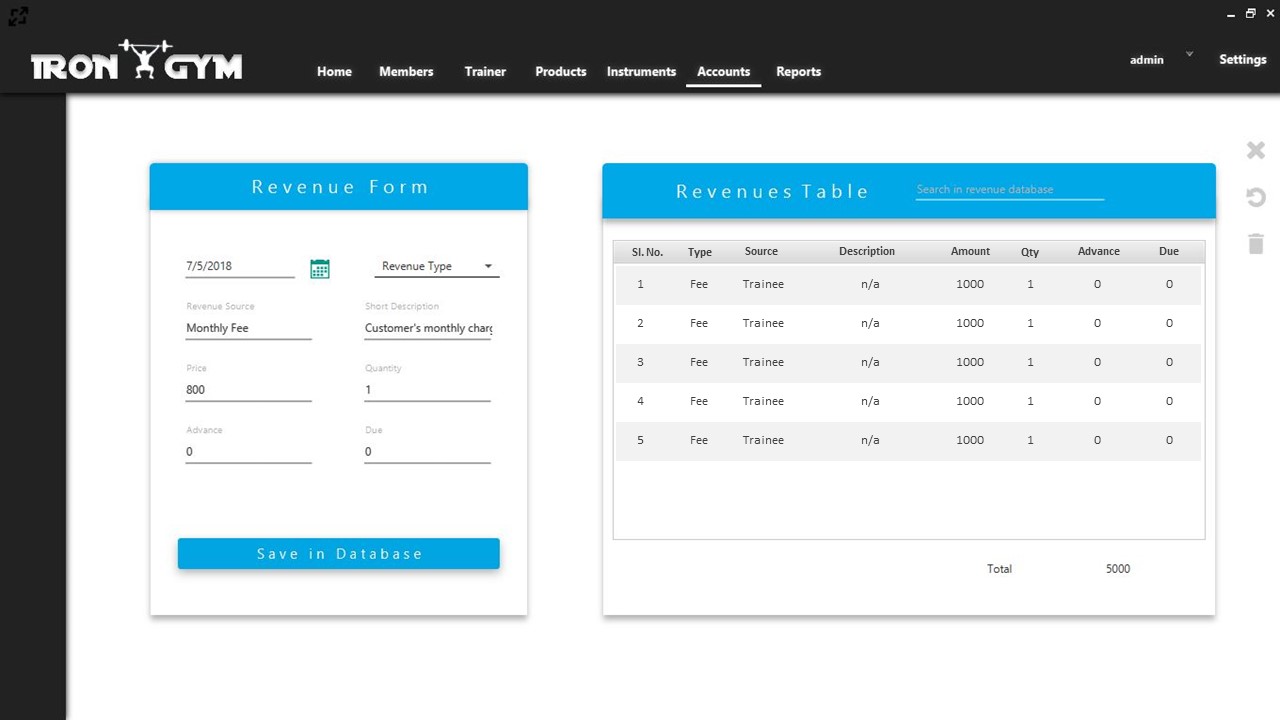 IRON GYM
Home Members Trainer Products Instruments Accounts Reports
admin Settings
Revenue Form
7/5/2018 Revenue Type
Revenue Source Short Description
Monthly Fee Customer's monthly charg
Price Quantity
800 1
Advance Due
0 0
Save in Database
Revenues Table Search in revenue database
Sl. No. Type Source Description Amount Qty Advance Due
1 Fee Trainee n/a 1000 1 0 0
2 Fee Trainee n/a 1000 1 0 0
3 Fee Trainee n/a 1000 1 0 0
4 Fee Trainee n/a 1000 1 0 0
5 Fee Trainee n/a 1000 1 0 0
Total 5000